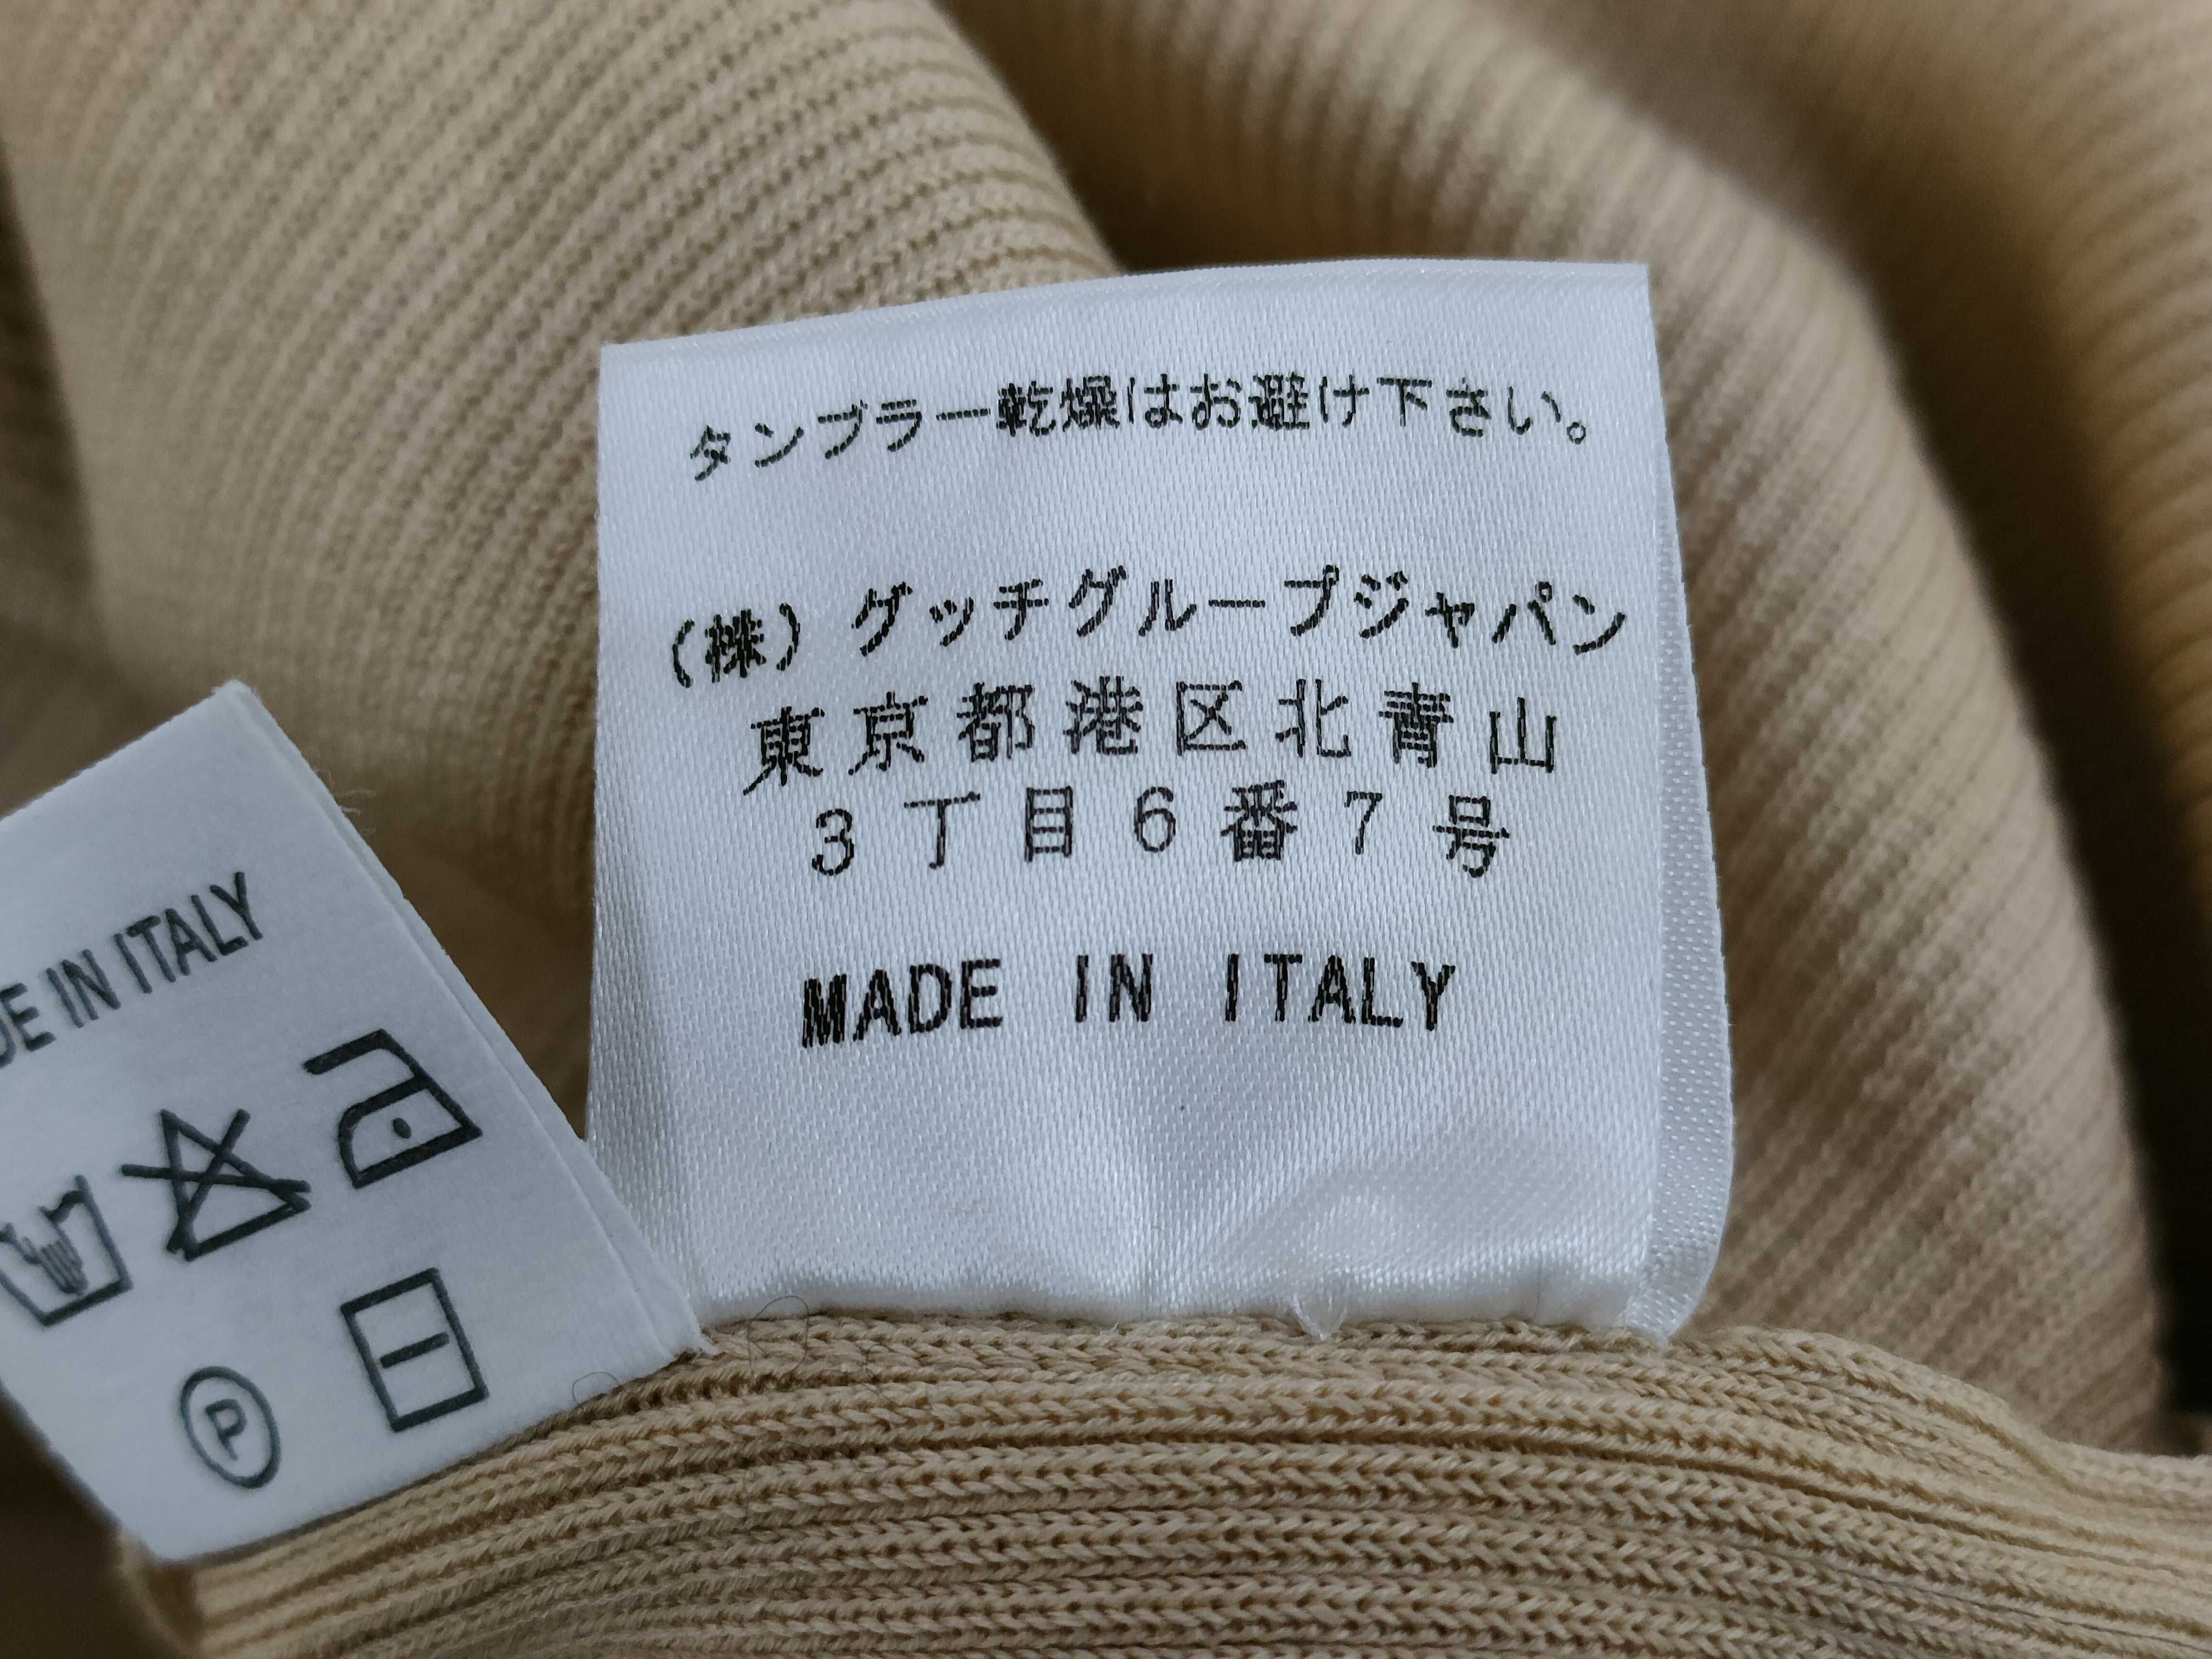 タンブラー乾燥はお避け下さい。
（株）グッチグループジャパン
東京都港区北青山
3丁目6番7号
MADE IN ITALY
IN ITALY
P